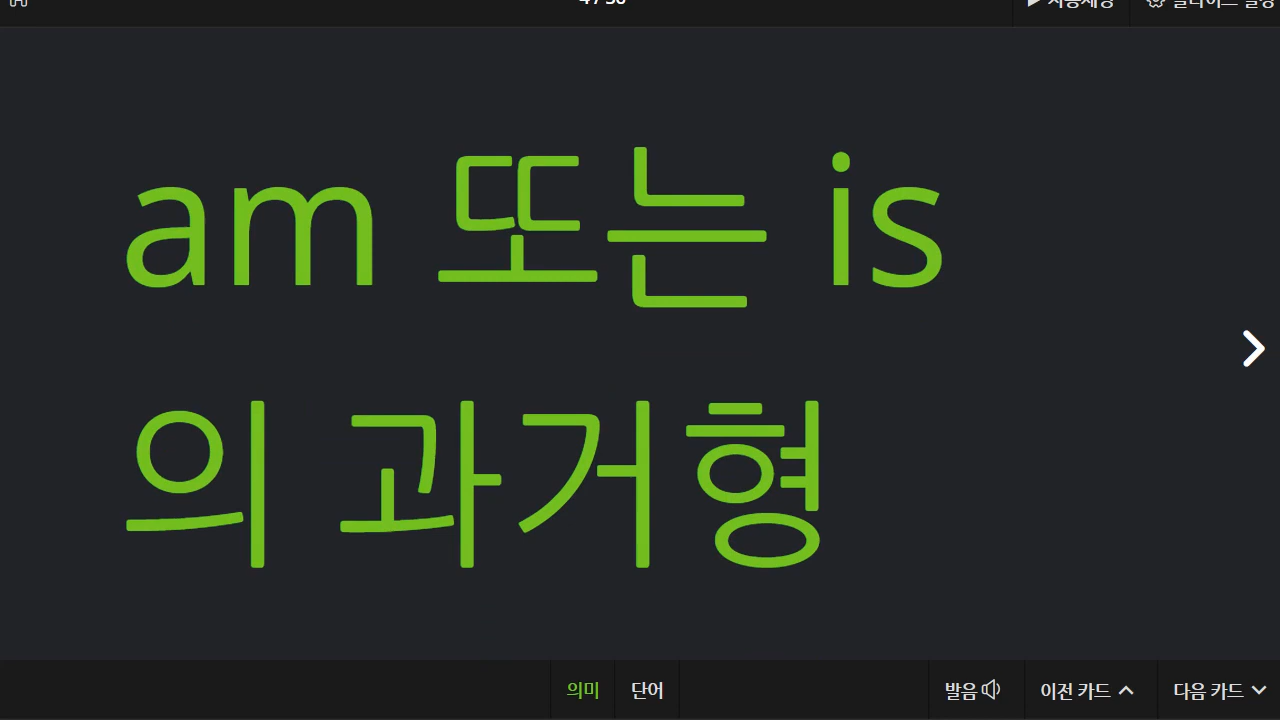 am 또는 is
의 과거형
의미 단어 발음 이전 카드 다음 카드